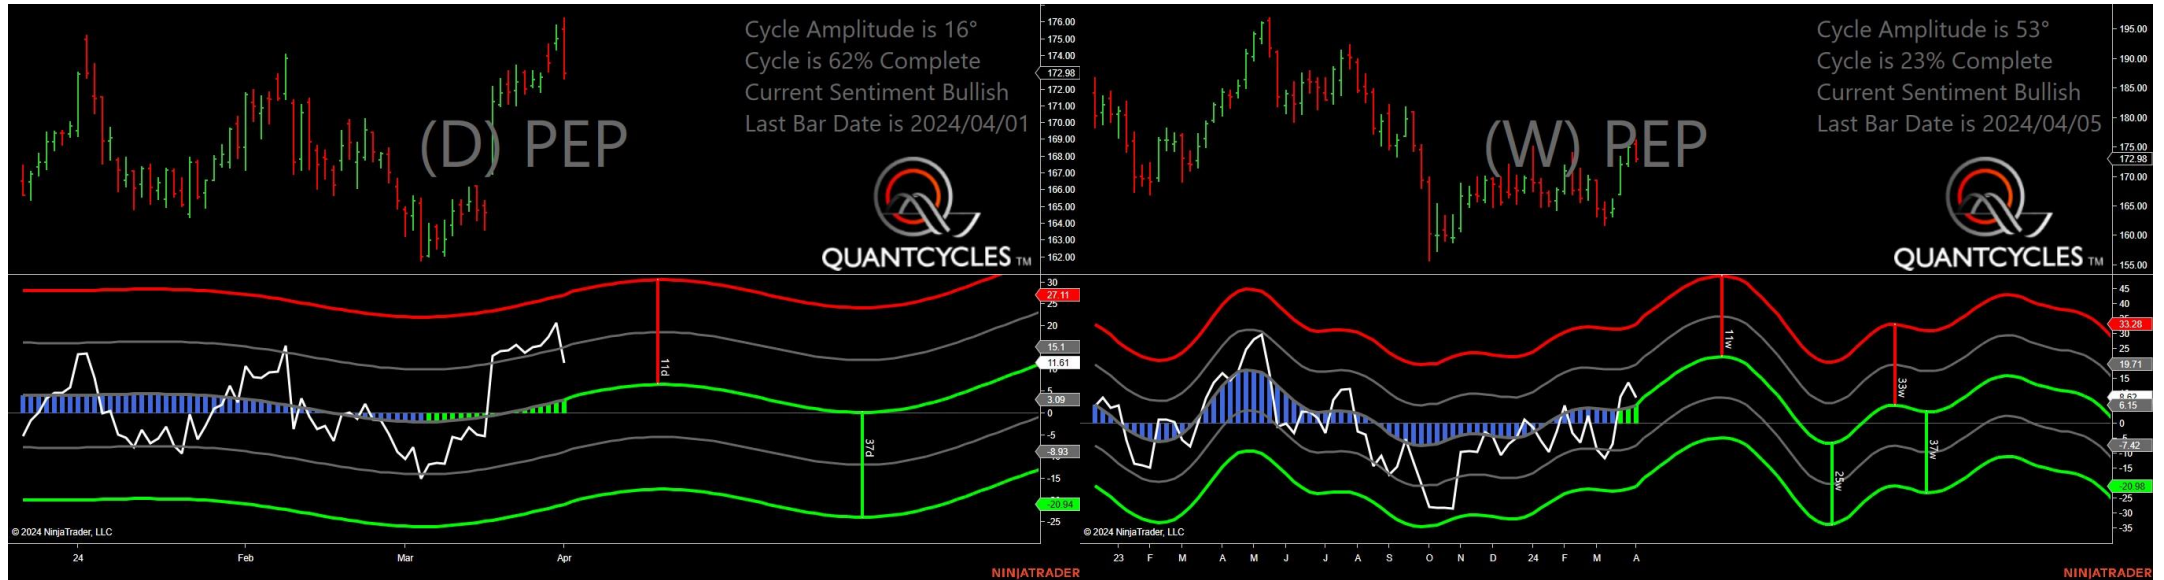 Cycle Amplitude is 16°
Cycle is 62% Complete
Current Sentiment Bullish
Last Bar Date is 2024/04/01
(D) PEP
QUANTCYCLES TM
176.00
175.00
174.00
172.98
172.00
171.00
170.00
169.00
168.00
167.00
166.00
165.00
164.00
163.00
162.00
30
27.11
25
20
15.1
11.61
5
3.09
0
-5
-8.93
-15
-20.94
-25
11d
37d
© 2024 NinjaTrader, LLC
24 Feb Mar Apr
NINJATRADER
Cycle Amplitude is 53°
Cycle is 23% Complete
Current Sentiment Bullish
Last Bar Date is 2024/04/05
(W) PEP
QUANTCYCLES TM
195.00
190.00
185.00
180.00
175.00
172.98
170.00
165.00
160.00
155.00
45
40
33.28
30
25
19.71
15
8.62
6.15
0
-7.42
-10
-15
-20.98
-25
-30
-35
11w
33w
25w
37w
© 2024 NinjaTrader, LLC
23 F M A M J J A S O N D 24 F M A
NINJATRADER